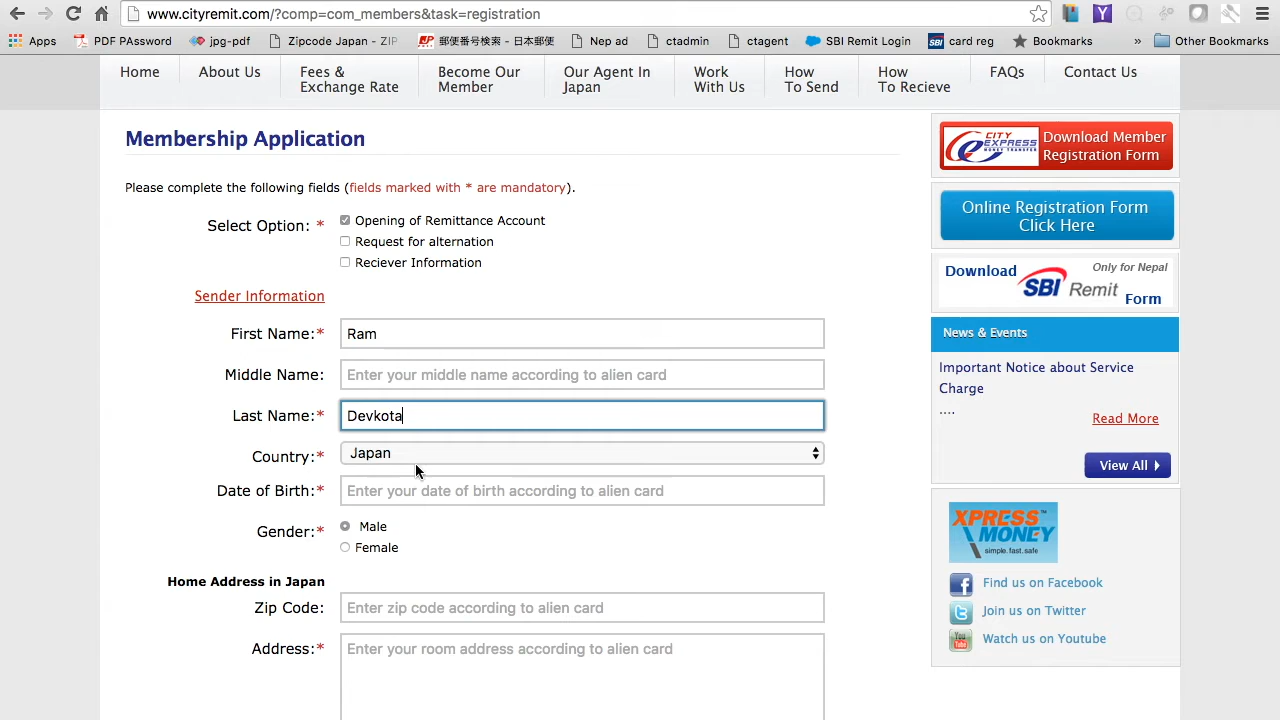 www.cityremit.com/?comp=com_members&task=registration
Apps PDF PAssword jpg-pdf Zipcode Japan - ZIP 郵便番号検索 - 日本郵便 Nep ad ctadmin ctagent SBI Remit Login card reg Bookmarks » Other Bookmarks
Home About Us Fees & Exchange Rate Become Our Member Our Agent In Japan Work With Us How To Send How To Recieve FAQs Contact Us
Membership Application
Please complete the following fields (fields marked with * are mandatory).
Select Option: * Opening of Remittance Account
Request for alternation
Reciever Information
Sender Information
First Name:* Ram
Middle Name: Enter your middle name according to alien card
Last Name:* Devkota
Country:* Japan
Date of Birth:* Enter your date of birth according to alien card
Gender:* Male
Female
Home Address in Japan
Zip Code: Enter zip code according to alien card
Address:* Enter your room address according to alien card
CITY EXPRESS MONEY TRANSFER
Download Member
Registration Form
Online Registration Form
Click Here
Only for Nepal
Download SBI Remit Form
News & Events
Important Notice about Service
Charge
....
Read More
View All
XPRESS
MONEY
simple.fast.safe
Find us on Facebook
Join us on Twitter
Watch us on Youtube